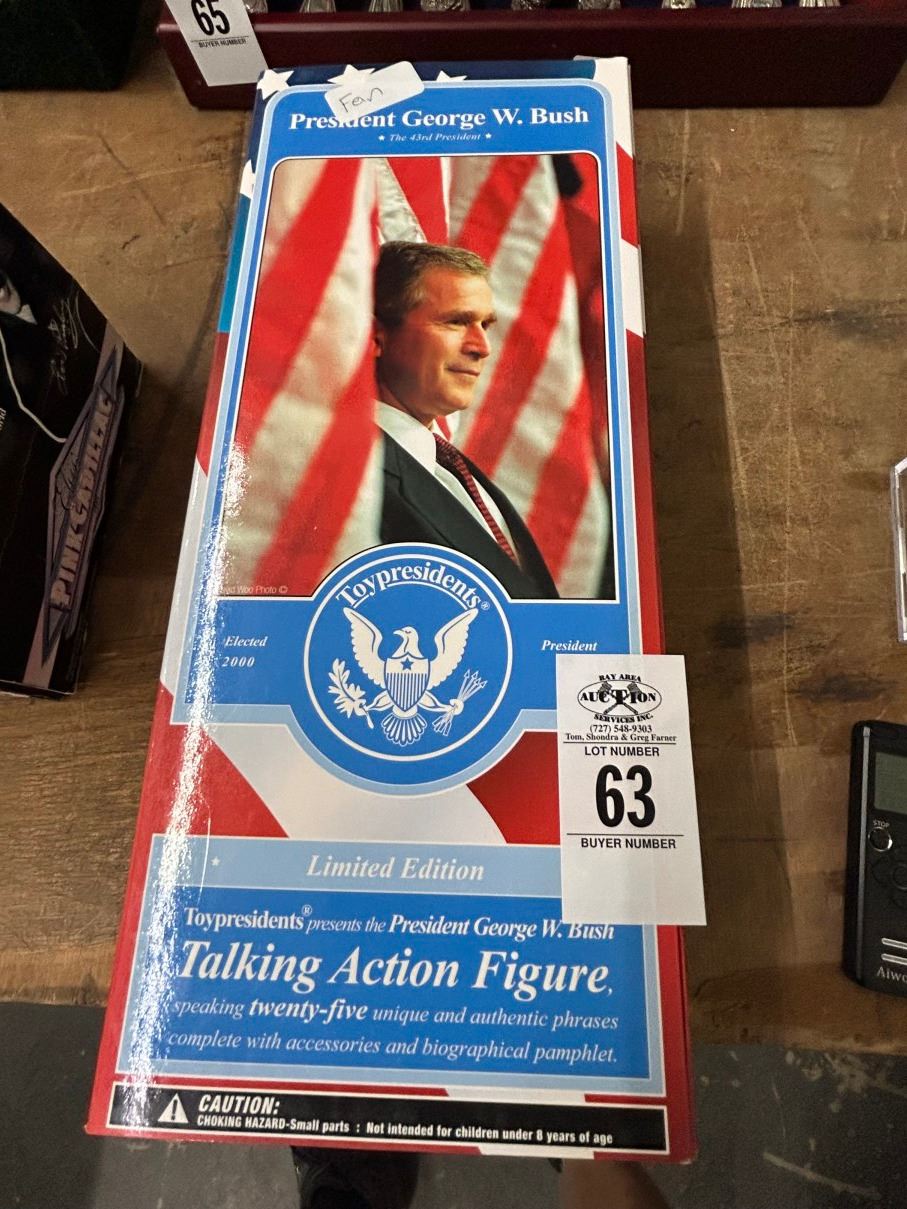 65
BUYER NUMBER
Fan
President George W. Bush
★ The 43rd President ★
Woo Photo ©
Toypresidents®
Elected
2000
President
BAY AREA
AUCTION
SERVICES INC.
(727) 548-9303
Tom, Shondra & Greg Farner
LOT NUMBER
63
BUYER NUMBER
Limited Edition
Toypresidents® presents the President George W. Bush
Talking Action Figure,
speaking twenty-five unique and authentic phrases
complete with accessories and biographical pamphlet.
CAUTION:
CHOKING HAZARD-Small parts : Not intended for children under 8 years of age
PINK CADILLAC
STOP
Aiwo